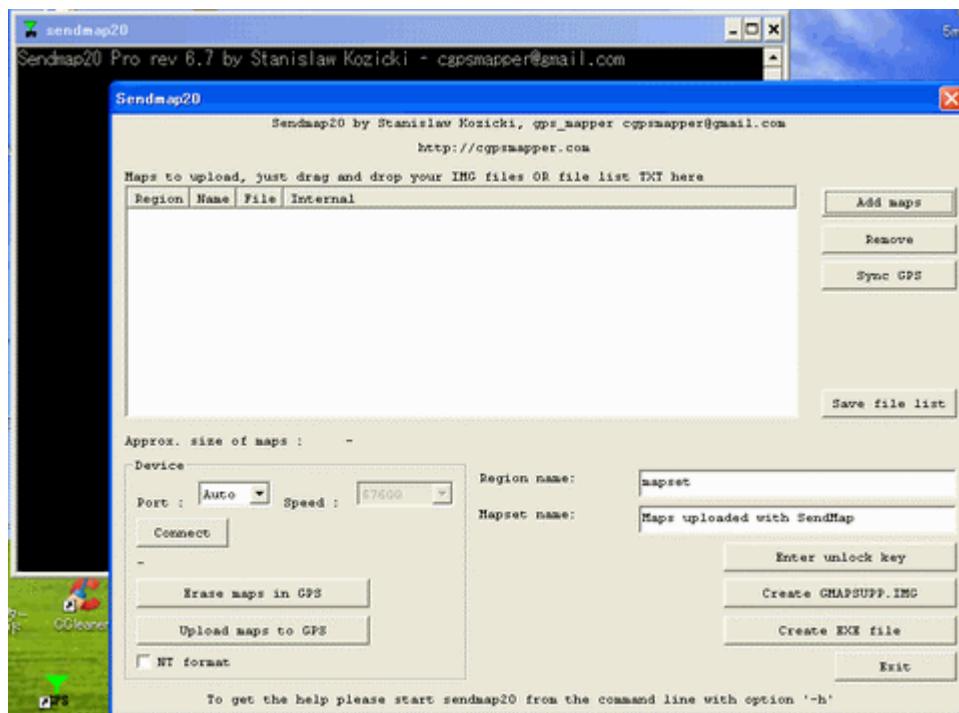 sendmap20
Sendmap20 Pro rev 6.7 by Stanislaw Kozicki - cgpsmapper@gmail.com
Sendmap20
Sendmap20 by Stanislaw Kozicki, gps_mapper cgpsmapper@gmail.com
http://cgpsmapper.com
Maps to upload, just drag and drop your IMG files OR file list TXT here
Region Name File Internal
Add maps
Remove
Sync GPS
Save file list
Approx. size of maps : -
Device
Port : Auto Speed : 57600
Connect
-
Erase maps in GPS
Upload maps to GPS
NT format
Region name: mapset
Mapset name: Maps uploaded with SendMap
Enter unlock key
Create GMAPSUPP.IMG
Create EXE file
Exit
To get the help please start sendmap20 from the command line with option '-h'
CCleaner